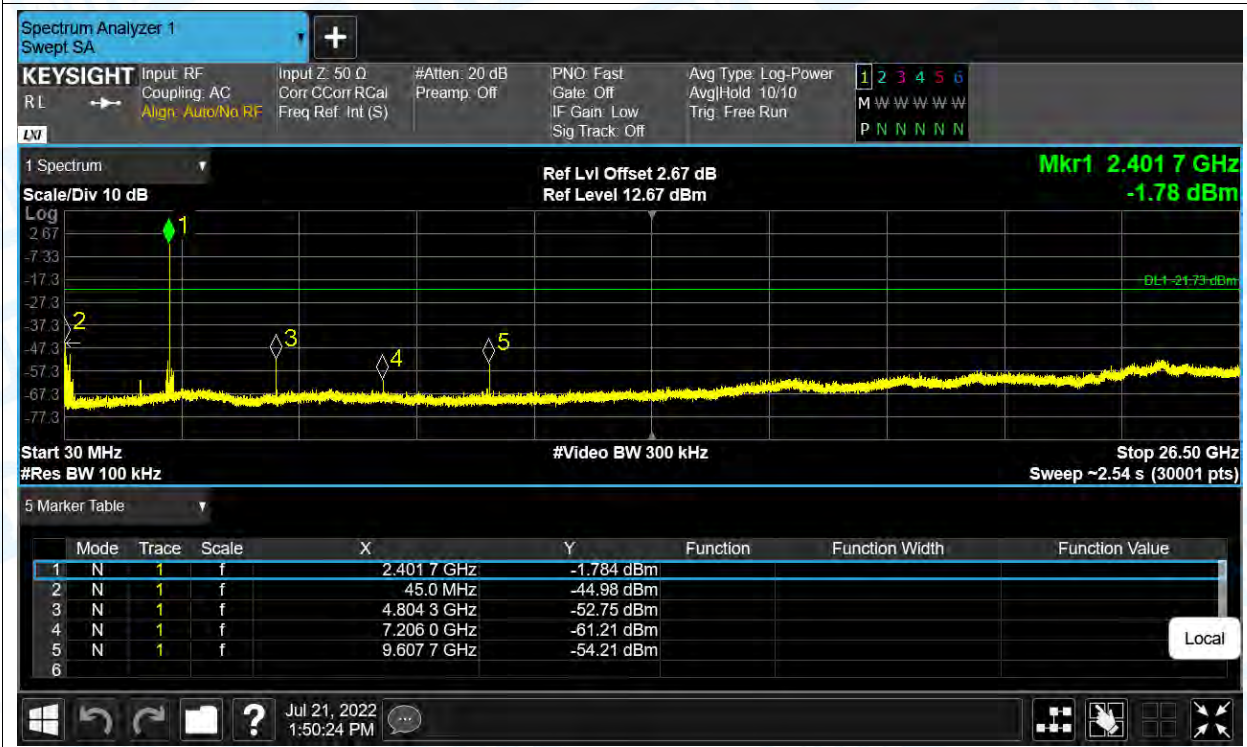 Spectrum Analyzer 1
Swept SA
+
KEYSIGHT Input: RF Input Z: 50 Ω #Atten: 20 dB PNO: Fast Avg Type: Log-Power 1 2 3 4 5 6
R L Coupling: AC Corr CCorr RCal Preamp: Off Gate: Off Avg|Hold: 10/10 M W W W W W
Align: Auto/No RF Freq Ref: Int (S) IF Gain: Low Trig: Free Run
LXI Sig Track: Off P N N N N N
1 Spectrum Ref Lvl Offset 2.67 dB Mkr1 2.401 7 GHz
Scale/Div 10 dB Ref Level 12.67 dBm -1.78 dBm
Log
1
2.67
-7.33
-17.3
DL1 -21.73 dBm
-27.3
-37.3
2
3
5
-47.3
4
-57.3
-67.3
-77.3
Start 30 MHz #Video BW 300 kHz Stop 26.50 GHz
#Res BW 100 kHz Sweep ~2.54 s (30001 pts)
5 Marker Table
Mode Trace Scale X Y Function Function Width Function Value
1 N 1 f 2.401 7 GHz -1.784 dBm
2 N 1 f 45.0 MHz -44.98 dBm
3 N 1 f 4.804 3 GHz -52.75 dBm
4 N 1 f 7.206 0 GHz -61.21 dBm
5 N 1 f 9.607 7 GHz -54.21 dBm
6
Local
? Jul 21, 2022
1:50:24 PM